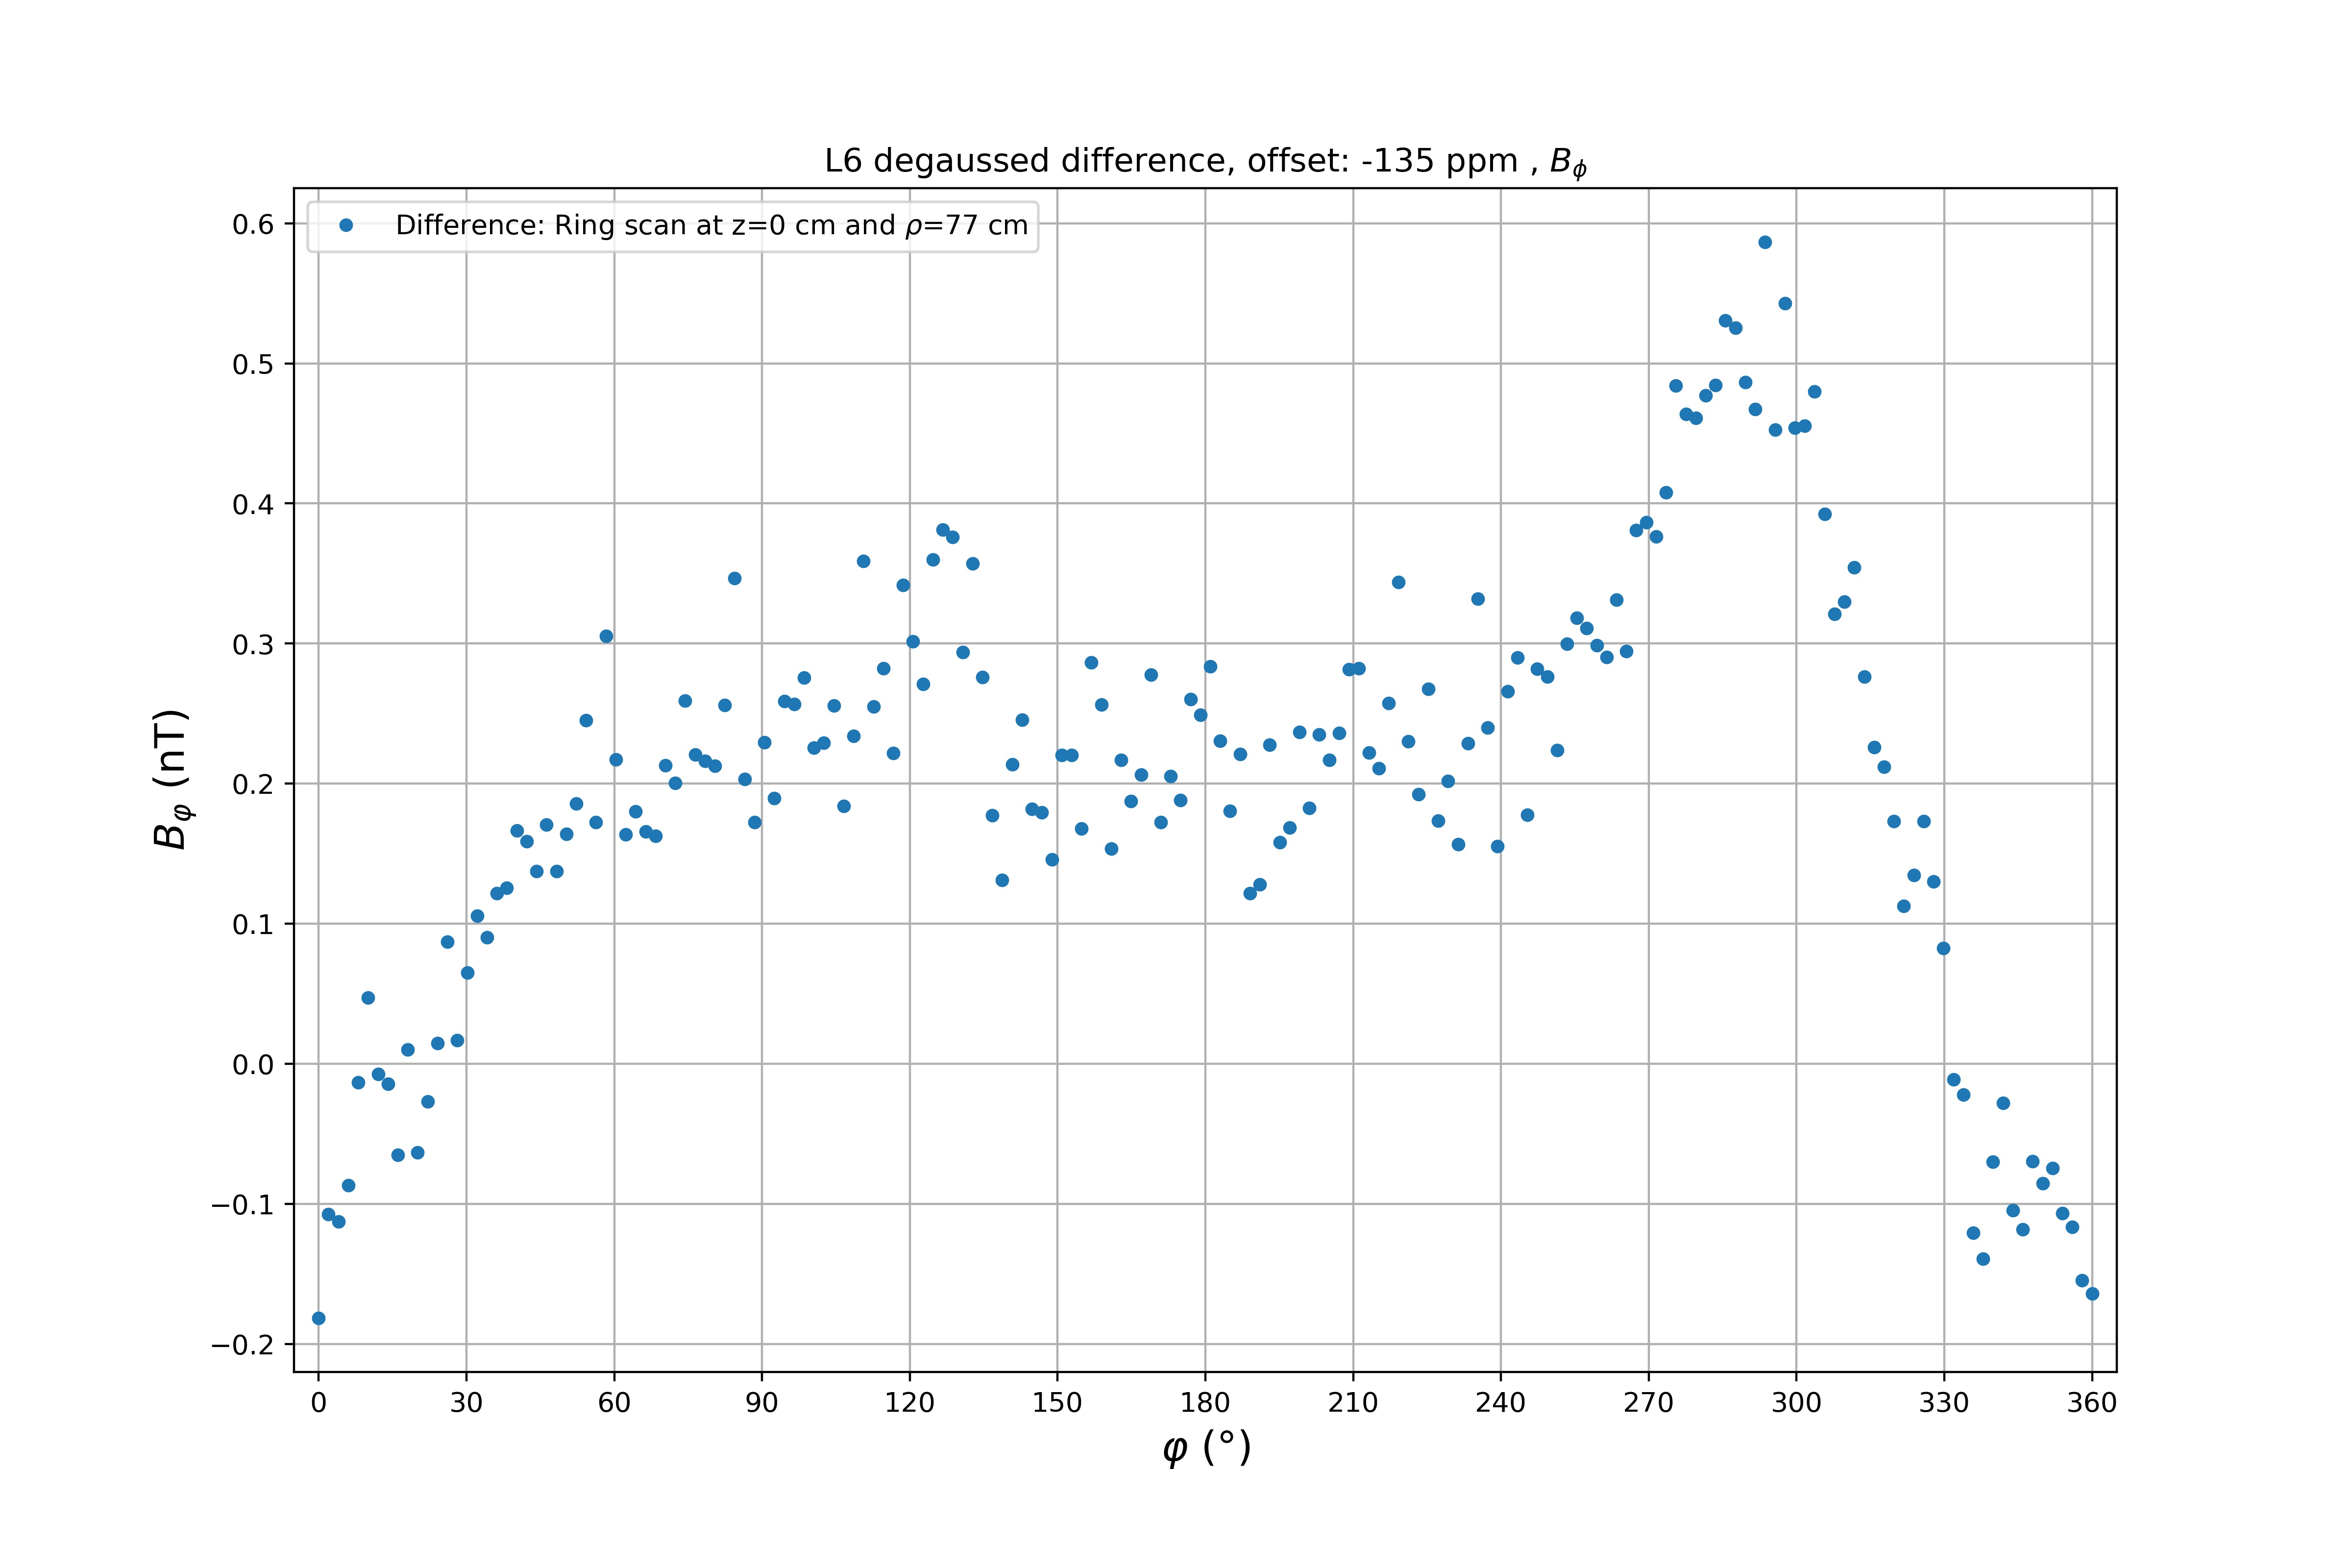 L6 degaussed difference, offset: -135 ppm , Bϕ
Difference: Ring scan at z=0 cm and ρ=77 cm
0.6
0.5
0.4
0.3
0.2
0.1
0.0
−0.1
−0.2
Bφ (nT)
0 30 60 90 120 150 180 210 240 270 300 330 360
φ (°)